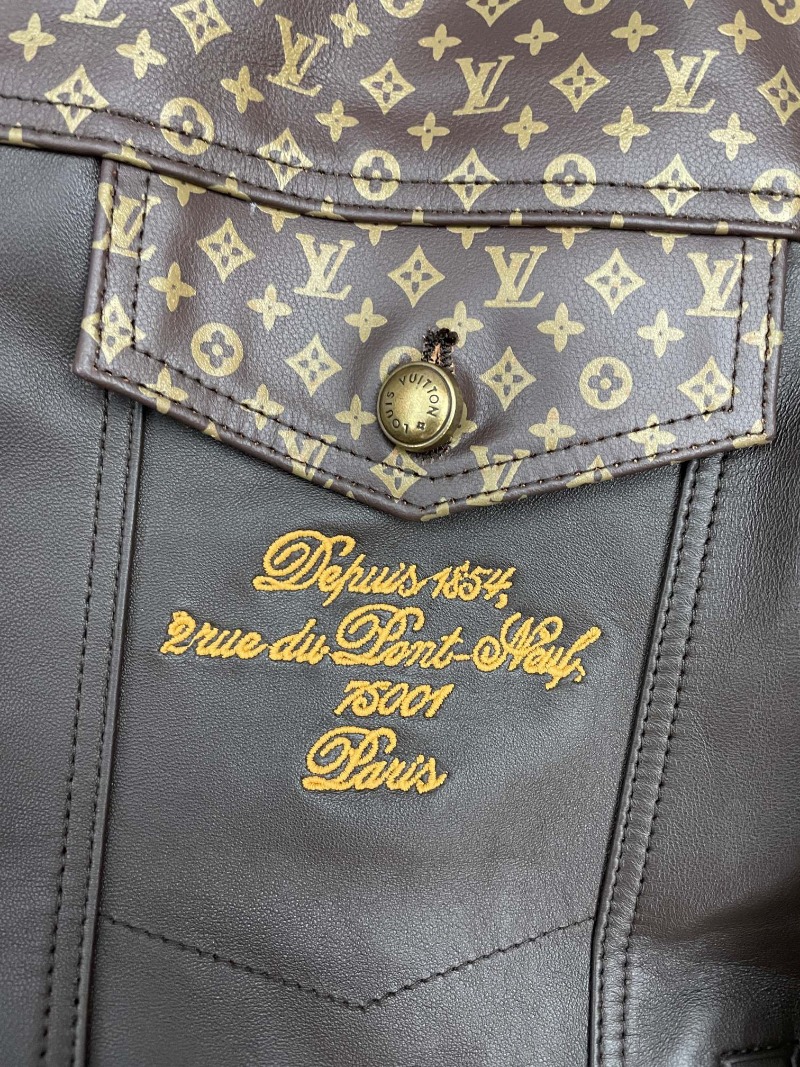 LOUIS VUITTON
Depuis 1854,
2 rue du Pont-Neuf,
75001
Paris